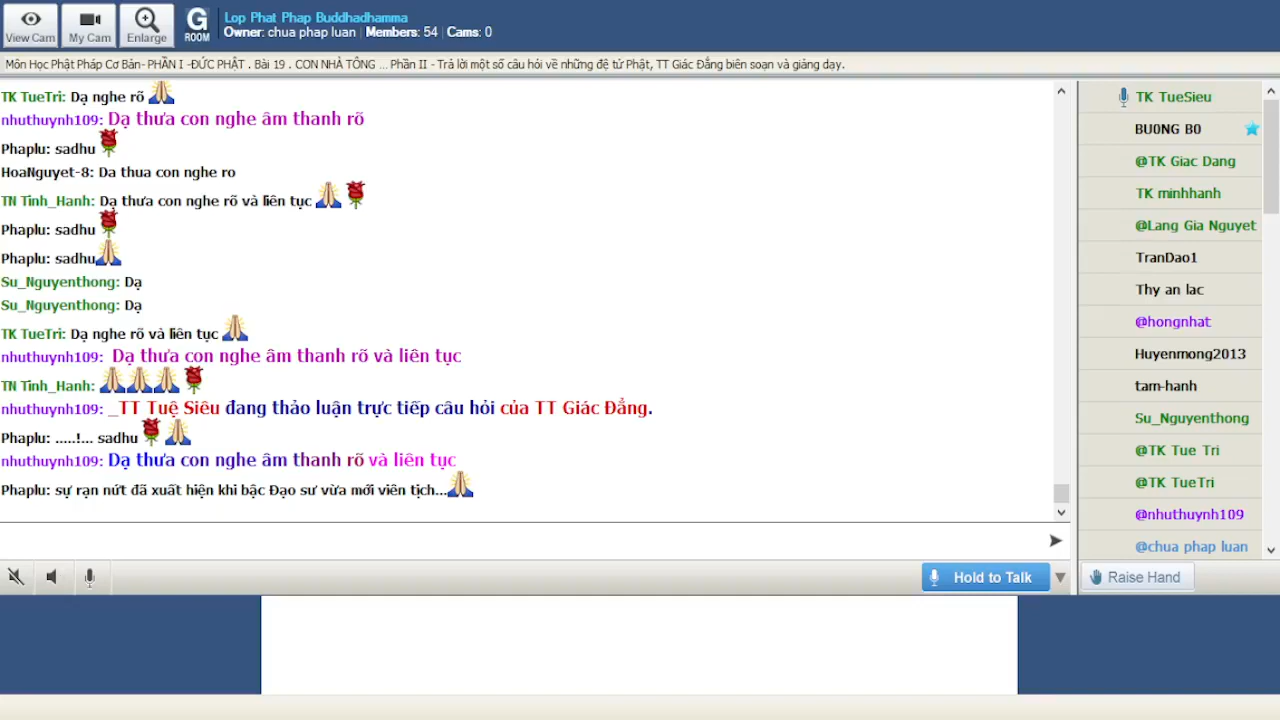 View Cam
My Cam
Enlarge
G
ROOM
Lop Phat Phap Buddhadhamma
Owner: chua phap luan | Members: 54 | Cams: 0
Môn Học Phật Pháp Cơ Bản- PHẦN I -ĐỨC PHẬT . Bài 19 . CON NHÀ TÔNG ... Phần II - Trả lời một số câu hỏi về những đệ tử Phật, TT Giác Đẳng biên soạn và giảng dạy.
TK TueTri: Dạ nghe rõ
nhuthuynh109: Dạ thưa con nghe âm thanh rõ
Phaplu: sadhu
HoaNguyet-8: Da thua con nghe ro
TN Tinh_Hanh: Dạ thưa con nghe rõ và liên tục
Phaplu: sadhu
Phaplu: sadhu
Su_Nguyenthong: Dạ
Su_Nguyenthong: Dạ
TK TueTri: Dạ nghe rõ và liên tục
nhuthuynh109: Dạ thưa con nghe âm thanh rõ và liên tục
TN Tinh_Hanh:
nhuthuynh109: _TT Tuệ Siêu đang thảo luận trực tiếp câu hỏi của TT Giác Đẳng.
Phaplu: .....!... sadhu
nhuthuynh109: Dạ thưa con nghe âm thanh rõ và liên tục
Phaplu: sự rạn nứt đã xuất hiện khi bậc Đạo sư vừa mới viên tịch...
Hold to Talk
TK TueSieu
BU0NG B0
@TK Giac Dang
TK minhhanh
@Lang Gia Nguyet
TranDao1
Thy an lac
@hongnhat
Huyenmong2013
tam-hanh
Su_Nguyenthong
@TK Tue Tri
@TK TueTri
@nhuthuynh109
@chua phap luan
Raise Hand